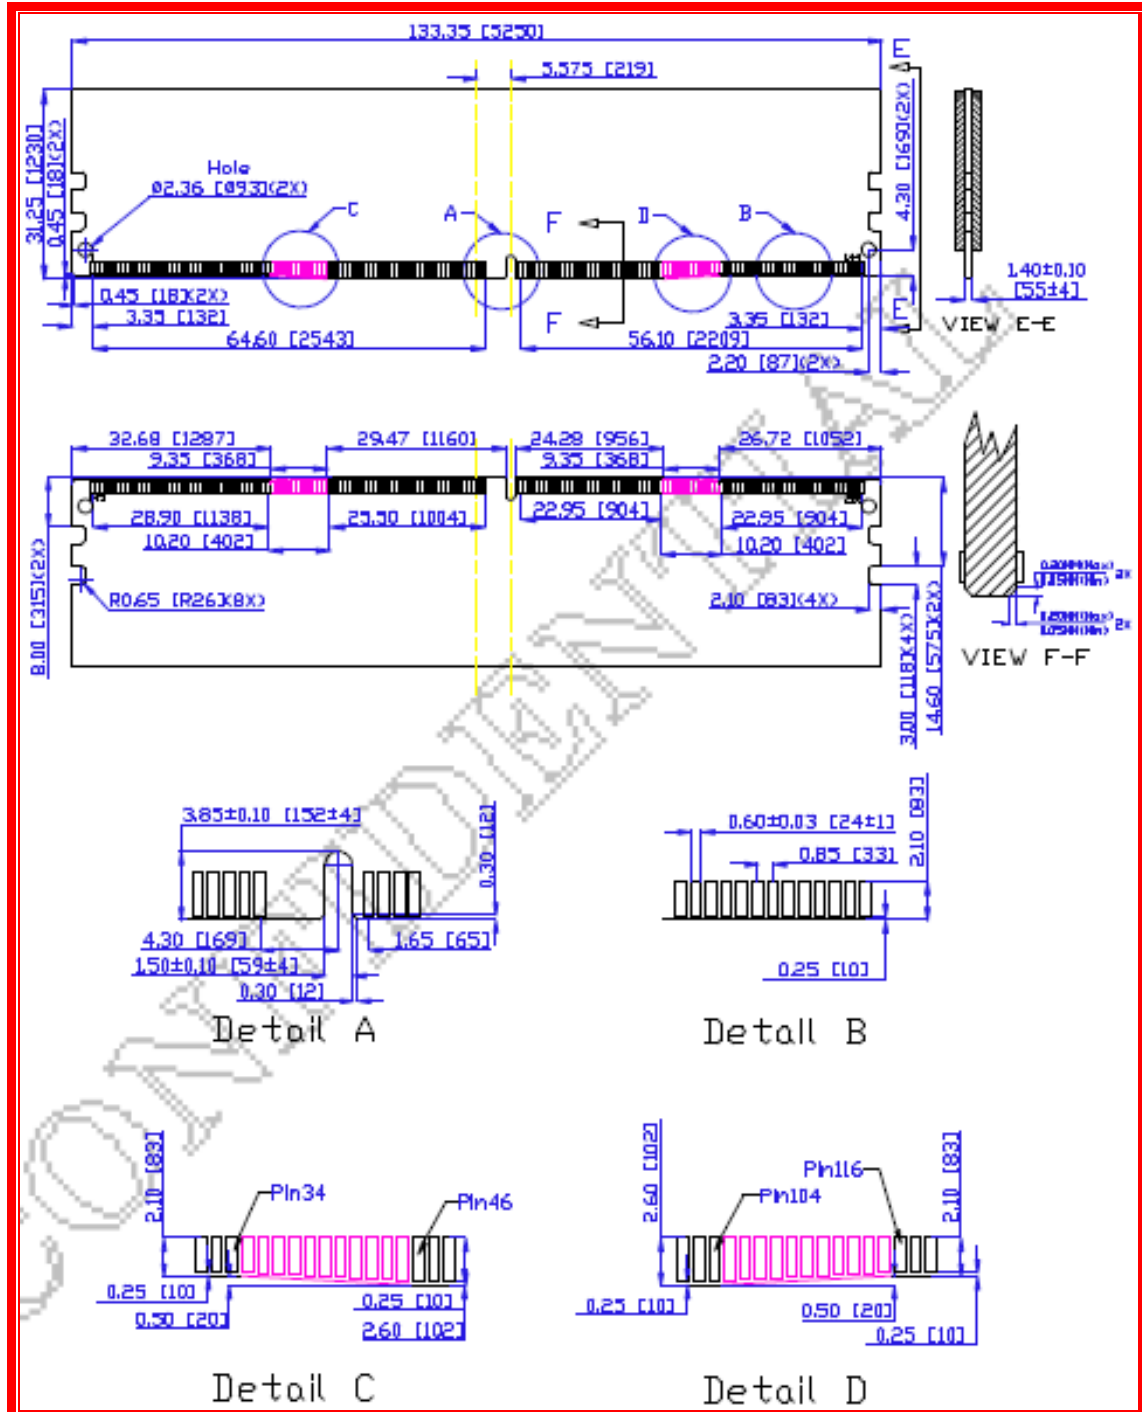 133.35 [5250]
5.575 [219]
E
31.25 [1230]
0.45 [18](2X)
Hole
Ø2.36 [Ø93](2X)
C
A
F
D
B
4.30 [169](2X)
1.40±0.10
[55±4]
0.45 [18](2X)
3.35 [132]
F
3.35 [132]
E
VIEW E-E
64.60 [2543]
56.10 [2209]
2.20 [87](2X)
32.68 [1287]
29.47 [1160]
24.28 [956]
26.72 [1052]
9.35 [368]
9.35 [368]
28.90 [1138]
25.50 [1004]
22.95 [904]
22.95 [904]
10.20 [402]
10.20 [402]
8.00 [315](2X)
R0.65 [R26](8X)
2.10 [83](4X)
3.00 [118](4X)
14.60 [575](2X)
2X
2X
VIEW F-F
3.85±0.10 [152±4]
0.30 [12]
0.60±0.03 [24±1]
2.10 [83]
0.85 [33]
4.30 [169]
1.65 [65]
1.50±0.10 [59±4]
0.30 [12]
0.25 [10]
Detail A
Detail B
2.10 [83]
Pin34
Pin46
2.60 [102]
Pin104
Pin116
2.10 [83]
0.25 [10]
0.50 [20]
0.25 [10]
2.60 [102]
0.25 [10]
0.50 [20]
0.25 [10]
Detail C
Detail D
CONFIDENTIAL